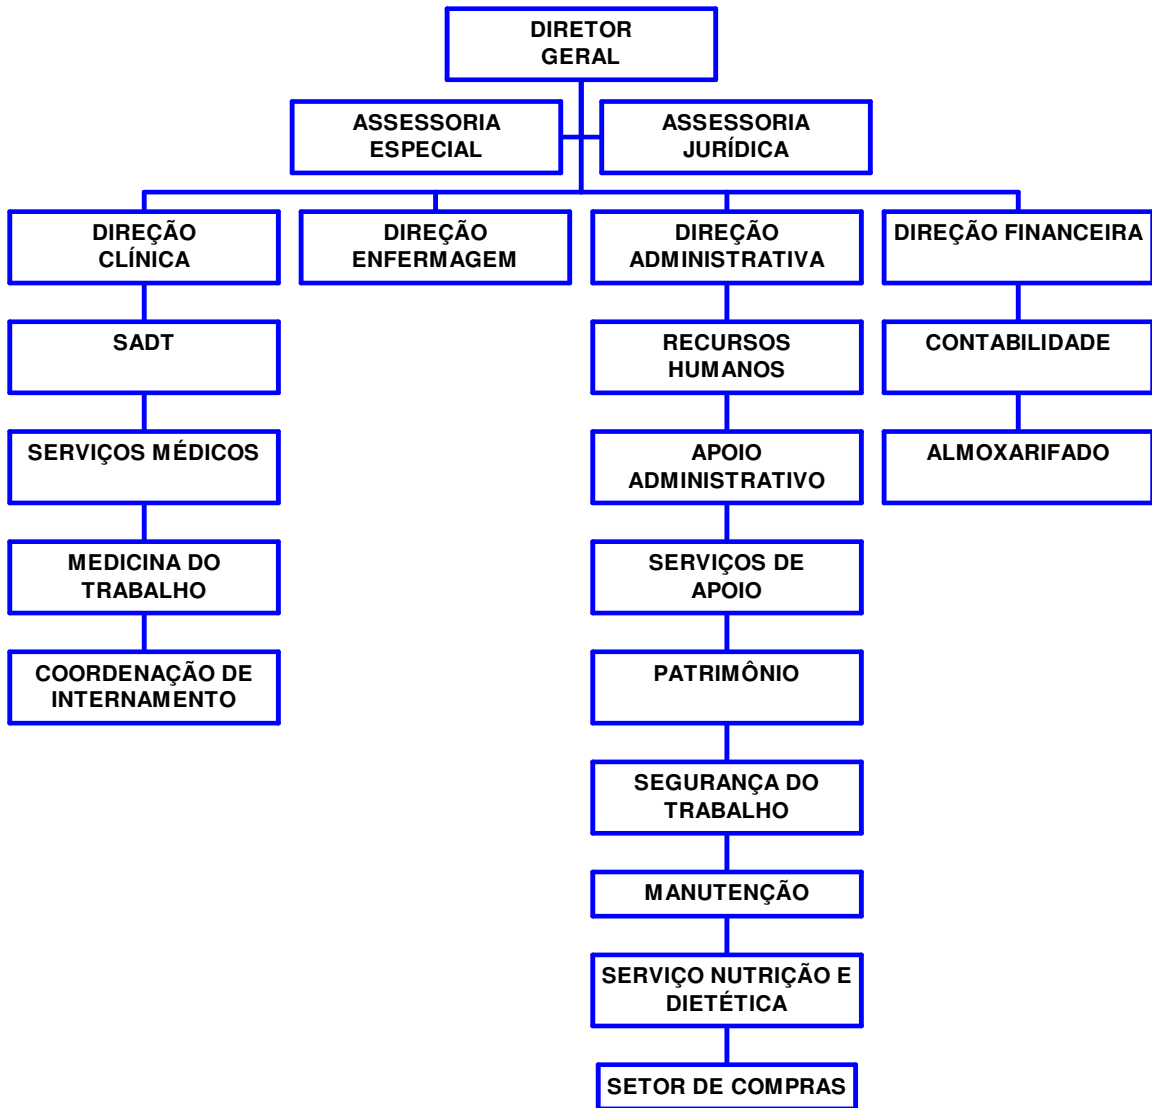 DIRETOR
GERAL
ASSESSORIA
ESPECIAL
ASSESSORIA
JURÍDICA
DIREÇÃO
CLÍNICA
DIREÇÃO
ENFERMAGEM
DIREÇÃO
ADMINISTRATIVA
DIREÇÃO FINANCEIRA
SADT
RECURSOS
HUMANOS
CONTABILIDADE
SERVIÇOS MÉDICOS
APOIO
ADMINISTRATIVO
ALMOXARIFADO
MEDICINA DO
TRABALHO
SERVIÇOS DE
APOIO
COORDENAÇÃO DE
INTERNAMENTO
PATRIMÔNIO
SEGURANÇA DO
TRABALHO
MANUTENÇÃO
SERVIÇO NUTRIÇÃO E
DIETÉTICA
SETOR DE COMPRAS